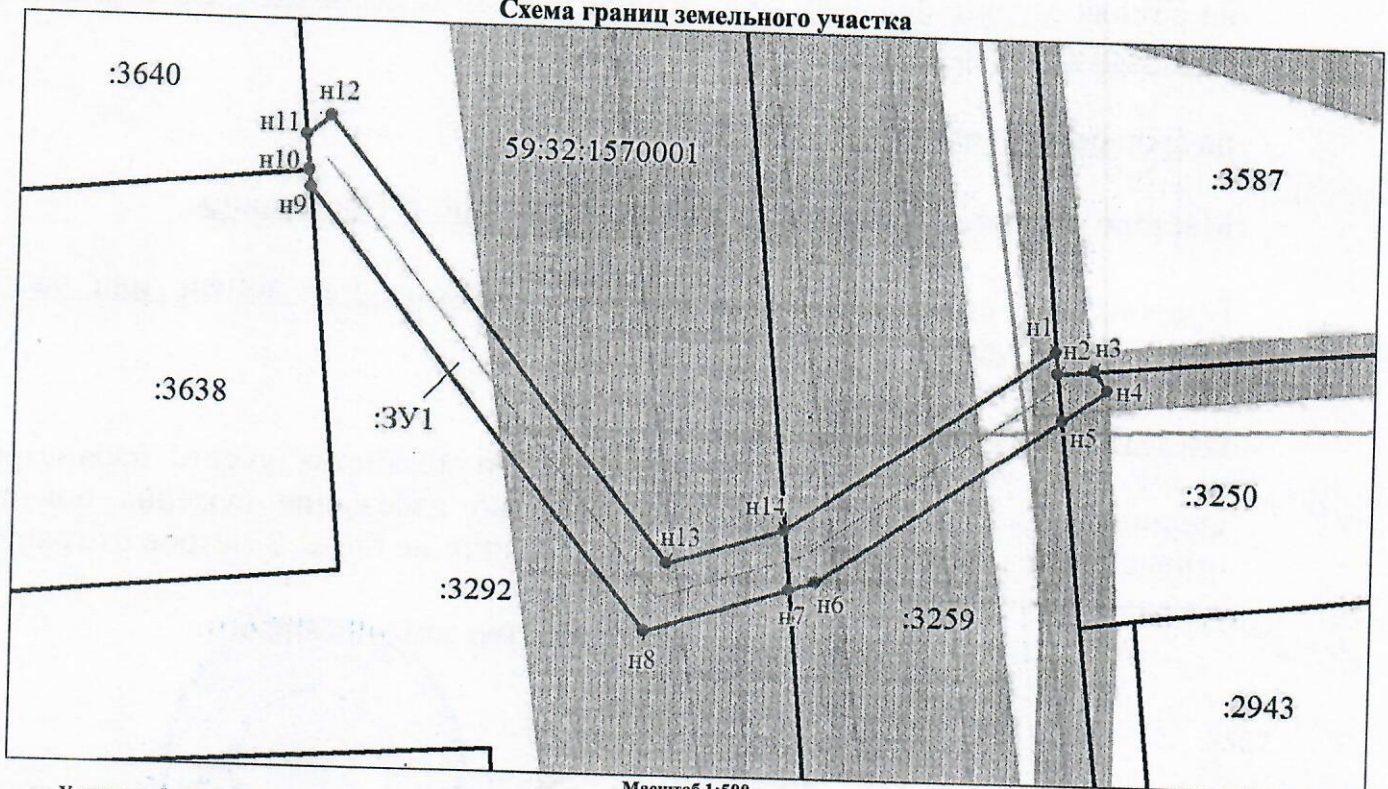 Схема границ земельного участка
:3640
н12
н11
н10
н9
59:32:1570001
:3587
н1
н2
н3
н4
н5
:3638
:ЗУ1
:3250
н14
н13
:3292
н6
н7
:3259
н8
:2943
Масштаб 1:500